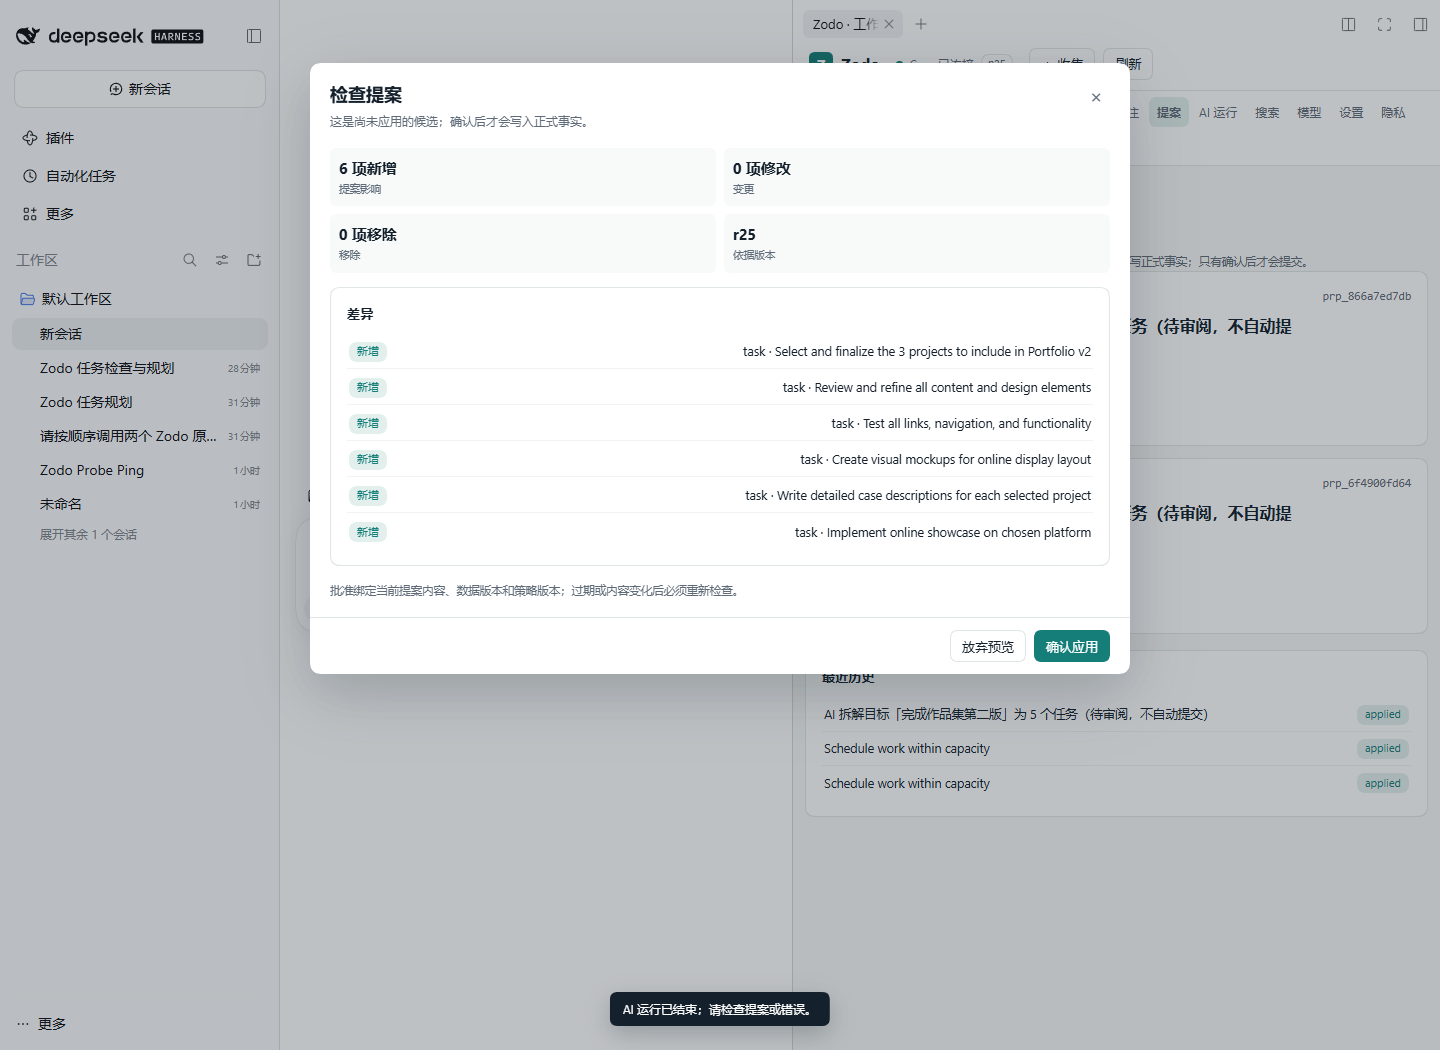 deepseek HARNESS
新会话
插件
自动化任务
更多
工作区
默认工作区
新会话
Zodo 任务检查与规划 28分钟
Zodo 任务规划 31分钟
请按顺序调用两个 Zodo 原... 31分钟
Zodo Probe Ping 1小时
未命名 1小时
展开其余 1 个会话
更多
Zodo · 工作
刷新
提案 AI 运行 搜索 模型 设置 隐私
写正式事实；只有确认后才会提交。
prp_866a7ed7db
务（待审阅，不自动提
prp_6f4900fd64
务（待审阅，不自动提
最近历史
AI 拆解目标「完成作品集第二版」为 5 个任务（待审阅，不自动提交） applied
Schedule work within capacity applied
Schedule work within capacity applied
检查提案
这是尚未应用的候选；确认后才会写入正式事实。
6 项新增
提案影响
0 项修改
变更
0 项移除
移除
r25
依据版本
差异
新增 task · Select and finalize the 3 projects to include in Portfolio v2
新增 task · Review and refine all content and design elements
新增 task · Test all links, navigation, and functionality
新增 task · Create visual mockups for online display layout
新增 task · Write detailed case descriptions for each selected project
新增 task · Implement online showcase on chosen platform
批准绑定当前提案内容、数据版本和策略版本；过期或内容变化后必须重新检查。
放弃预览 确认应用
AI 运行已结束；请检查提案或错误。